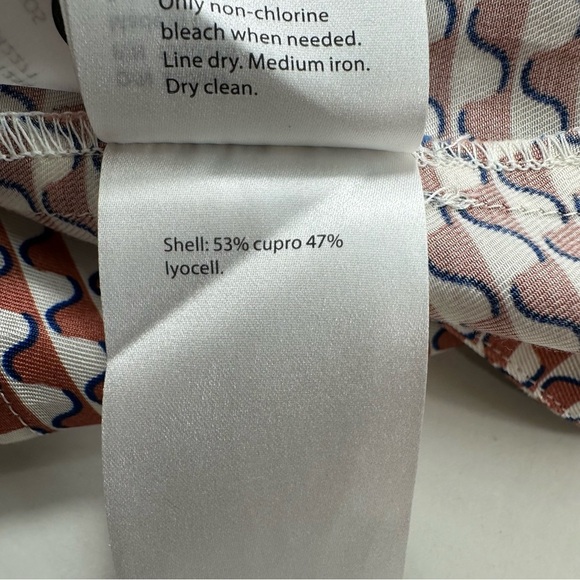 Only non-chlorine
bleach when needed.
Line dry. Medium iron.
Dry clean.
Shell: 53% cupro 47%
lyocell.